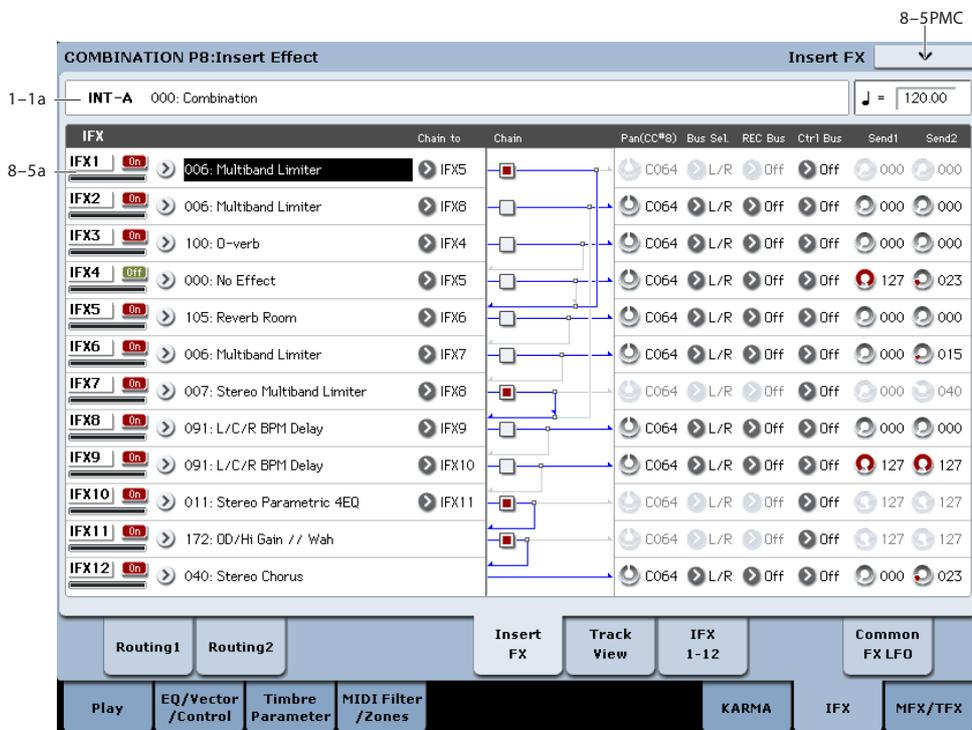 8–5PMC
COMBINATION P8:Insert Effect Insert FX
1–1a
INT-A 000: Combination ♩ = 120.00
IFX Chain to Chain Pan(CC#8) Bus Sel. REC Bus Ctrl Bus Send1 Send2
8–5a
IFX1 On 006: Multiband Limiter IFX5 C064 L/R Off Off 000 000
IFX2 On 006: Multiband Limiter IFX8 C064 L/R Off Off 000 000
IFX3 On 100: O-verb IFX4 C064 L/R Off Off 000 000
IFX4 Off 000: No Effect IFX5 C064 L/R Off Off 127 023
IFX5 On 105: Reverb Room IFX6 C064 L/R Off Off 000 000
IFX6 On 006: Multiband Limiter IFX7 C064 L/R Off Off 000 015
IFX7 On 007: Stereo Multiband Limiter IFX8 C064 L/R Off Off 000 040
IFX8 On 091: L/C/R BPM Delay IFX9 C064 L/R Off Off 000 000
IFX9 On 091: L/C/R BPM Delay IFX10 C064 L/R Off Off 127 127
IFX10 On 011: Stereo Parametric 4EQ IFX11 C064 L/R Off Off 127 127
IFX11 On 172: OD/Hi Gain // Wah C064 L/R Off Off 127 127
IFX12 On 040: Stereo Chorus C064 L/R Off Off 000 023
Routing1 Routing2 Insert FX Track View IFX 1-12 Common FX LFO
Play EQ/Vector /Control Timbre Parameter MIDI Filter /Zones KARMA IFX MFX/TFX